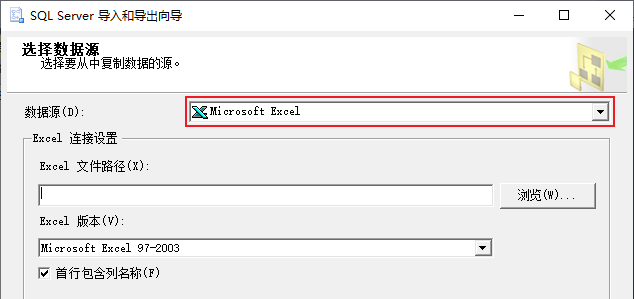 SQL Server 导入和导出向导
选择数据源
选择要从中复制数据的源。
数据源(D):
Microsoft Excel
Excel 连接设置
Excel 文件路径(X):
浏览(W)...
Excel 版本(V):
Microsoft Excel 97-2003
首行包含列名称(F)